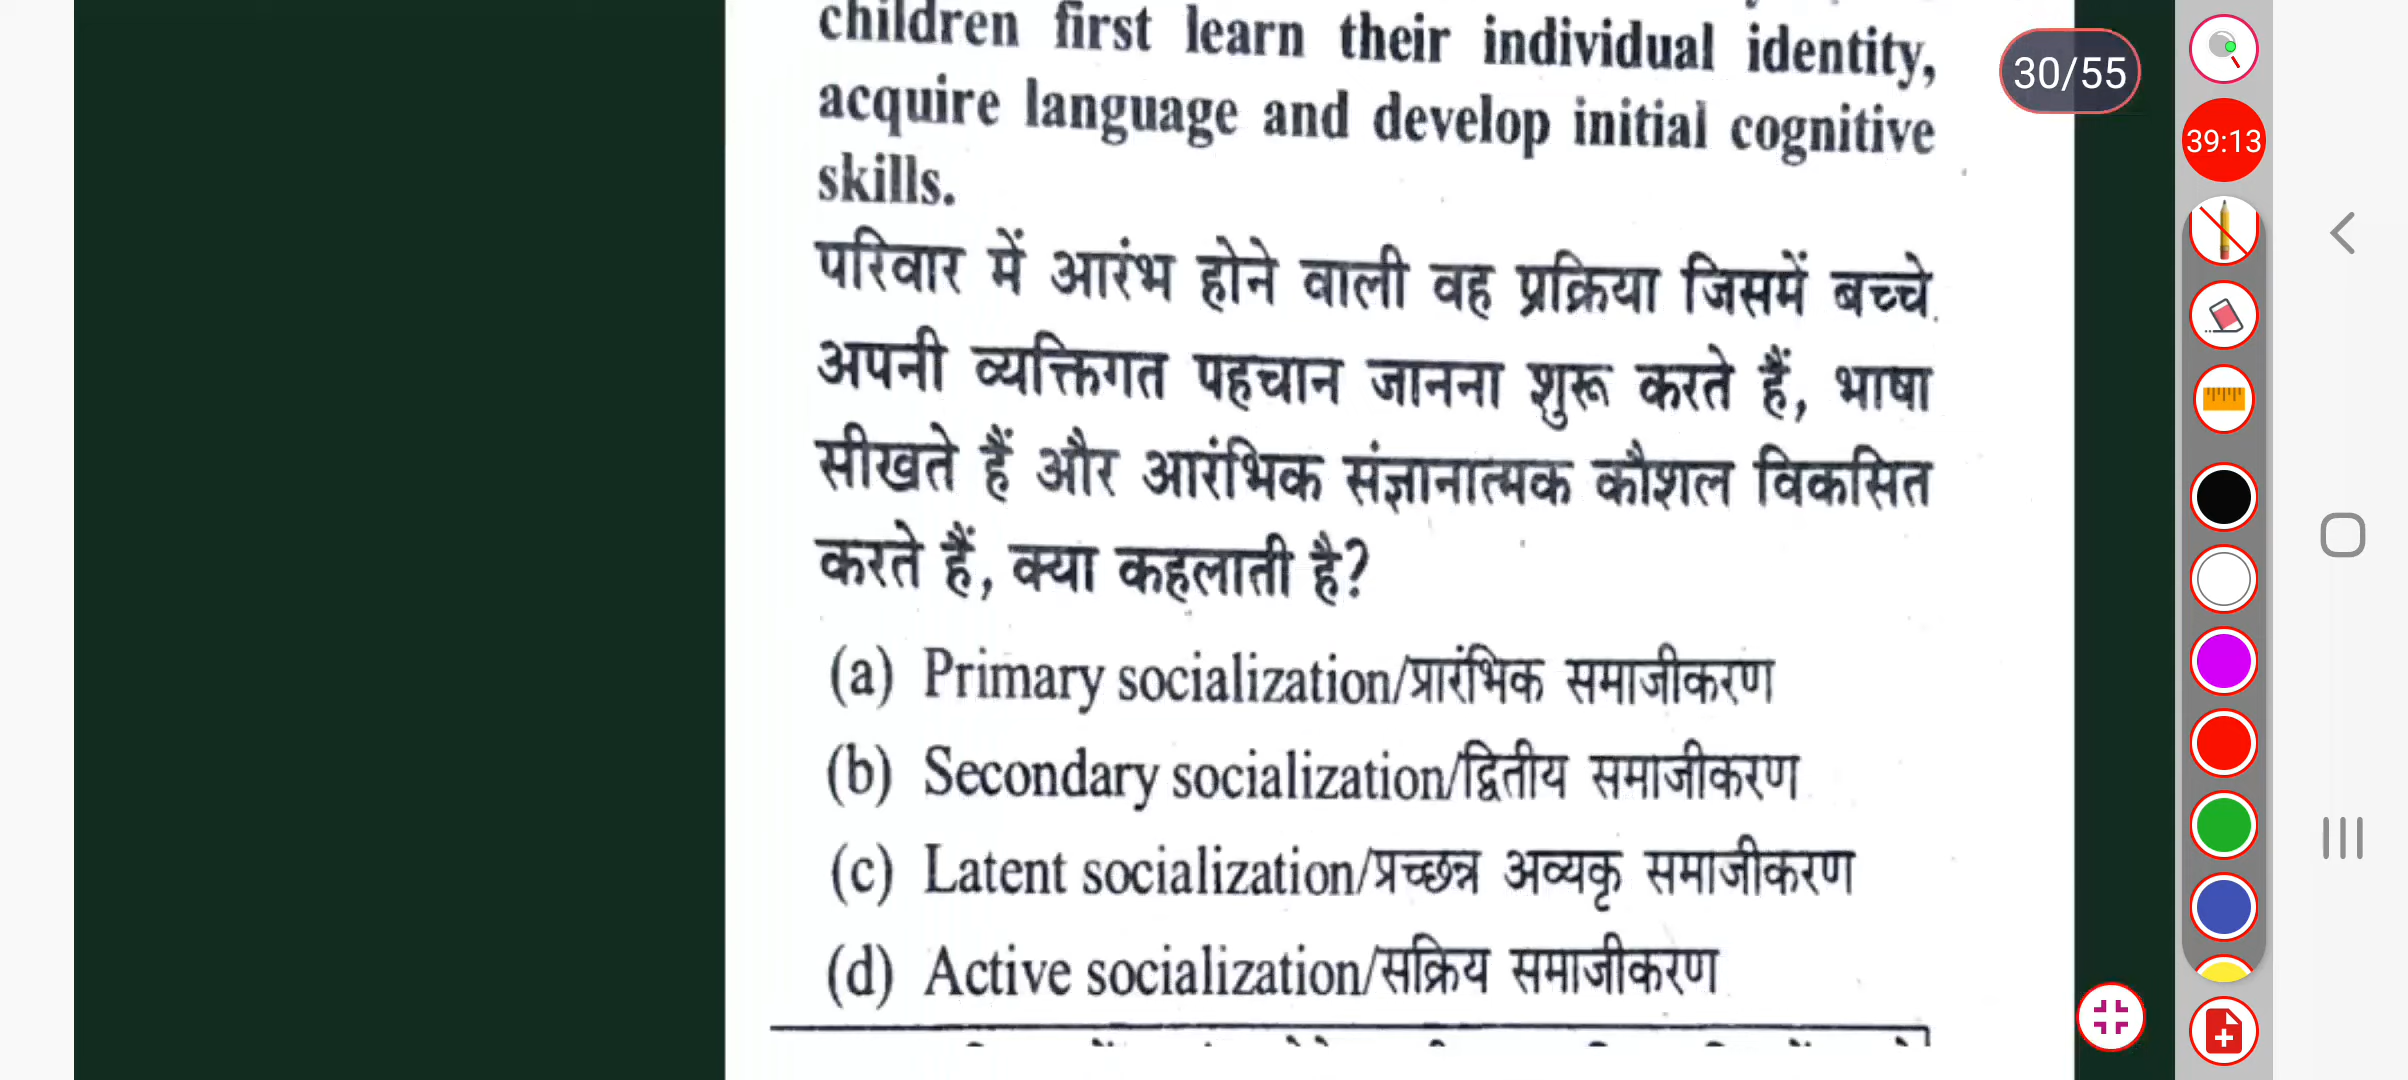 children first learn their individual identity,
acquire language and develop initial cognitive
skills.
परिवार में आरंभ होने वाली वह प्रक्रिया जिसमें बच्चे
अपनी व्यक्तिगत पहचान जानना शुरू करते हैं, भाषा
सीखते हैं और आरंभिक संज्ञानात्मक कौशल विकसित
करते हैं, क्या कहलाती है?
(a) Primary socialization/प्रारंभिक समाजीकरण
(b) Secondary socialization/द्वितीय समाजीकरण
(c) Latent socialization/प्रच्छन्न अव्यकृ समाजीकरण
(d) Active socialization/सक्रिय समाजीकरण
30/55
39:13